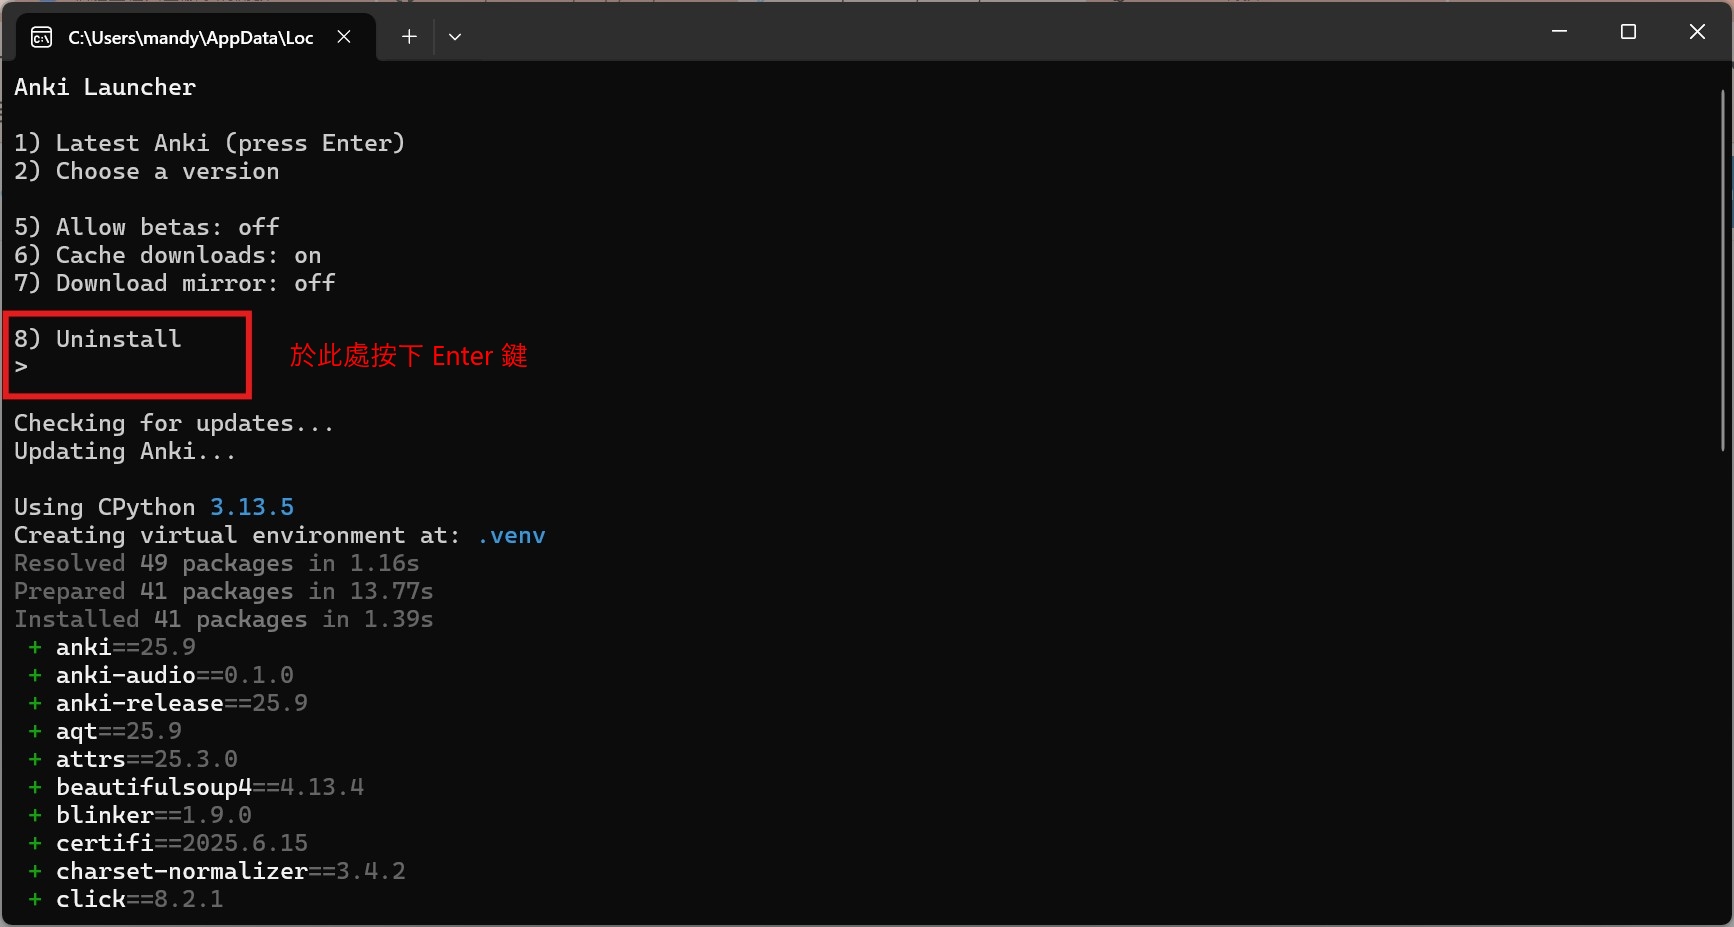 C:\Users\mandy\AppData\Loc
Anki Launcher
1) Latest Anki (press Enter)
2) Choose a version
5) Allow betas: off
6) Cache downloads: on
7) Download mirror: off
8) Uninstall
>
於此處按下 Enter 鍵
Checking for updates...
Updating Anki...
Using CPython 3.13.5
Creating virtual environment at: .venv
Resolved 49 packages in 1.16s
Prepared 41 packages in 13.77s
Installed 41 packages in 1.39s
+ anki==25.9
+ anki-audio==0.1.0
+ anki-release==25.9
+ aqt==25.9
+ attrs==25.3.0
+ beautifulsoup4==4.13.4
+ blinker==1.9.0
+ certifi==2025.6.15
+ charset-normalizer==3.4.2
+ click==8.2.1